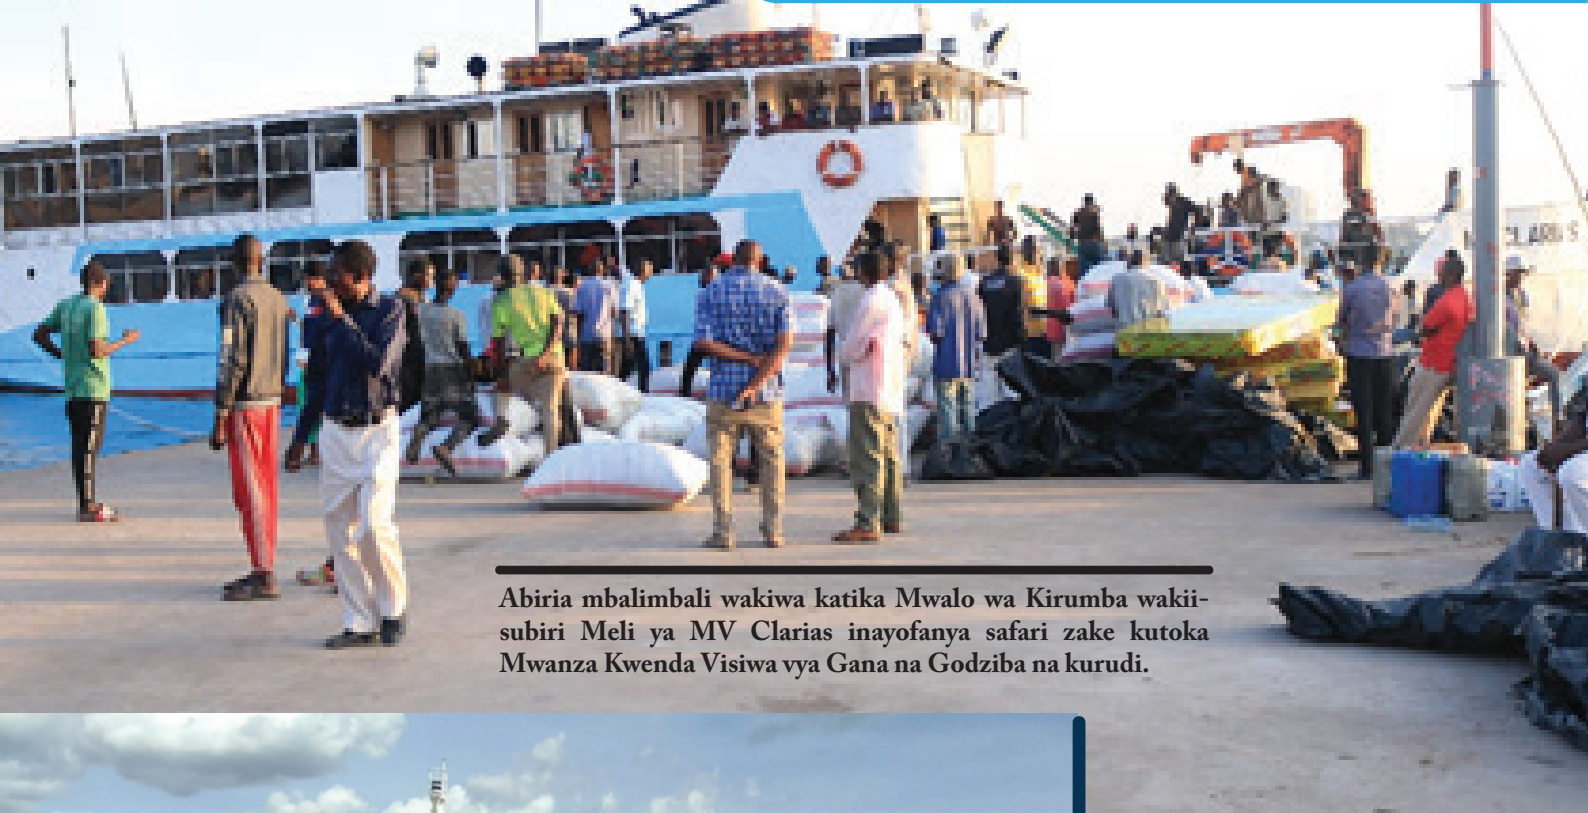 CLARIAS
Abiria mbalimbali wakiwa katika Mwalo wa Kirumba wakii-
subiri Meli ya MV Clarias inayofanya safari zake kutoka
Mwanza Kwenda Visiwa vya Gana na Godziba na kurudi.